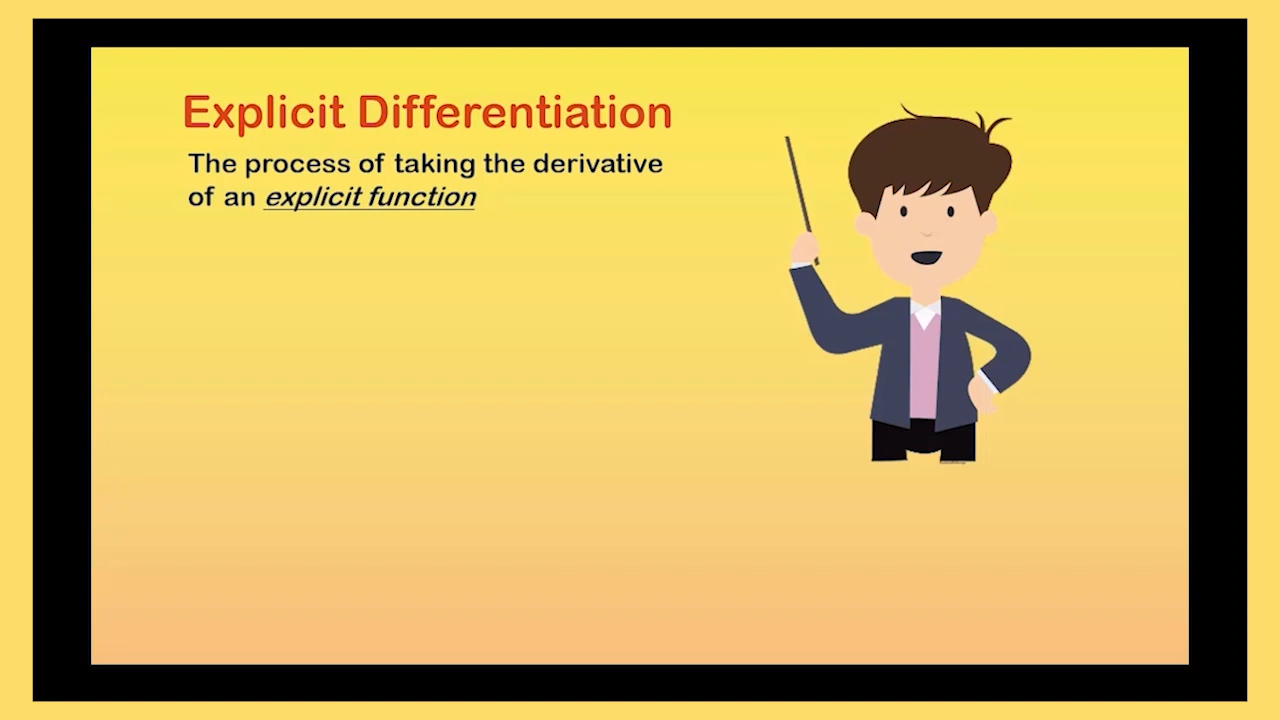 Explicit Differentiation
The process of taking the derivative
of an explicit function